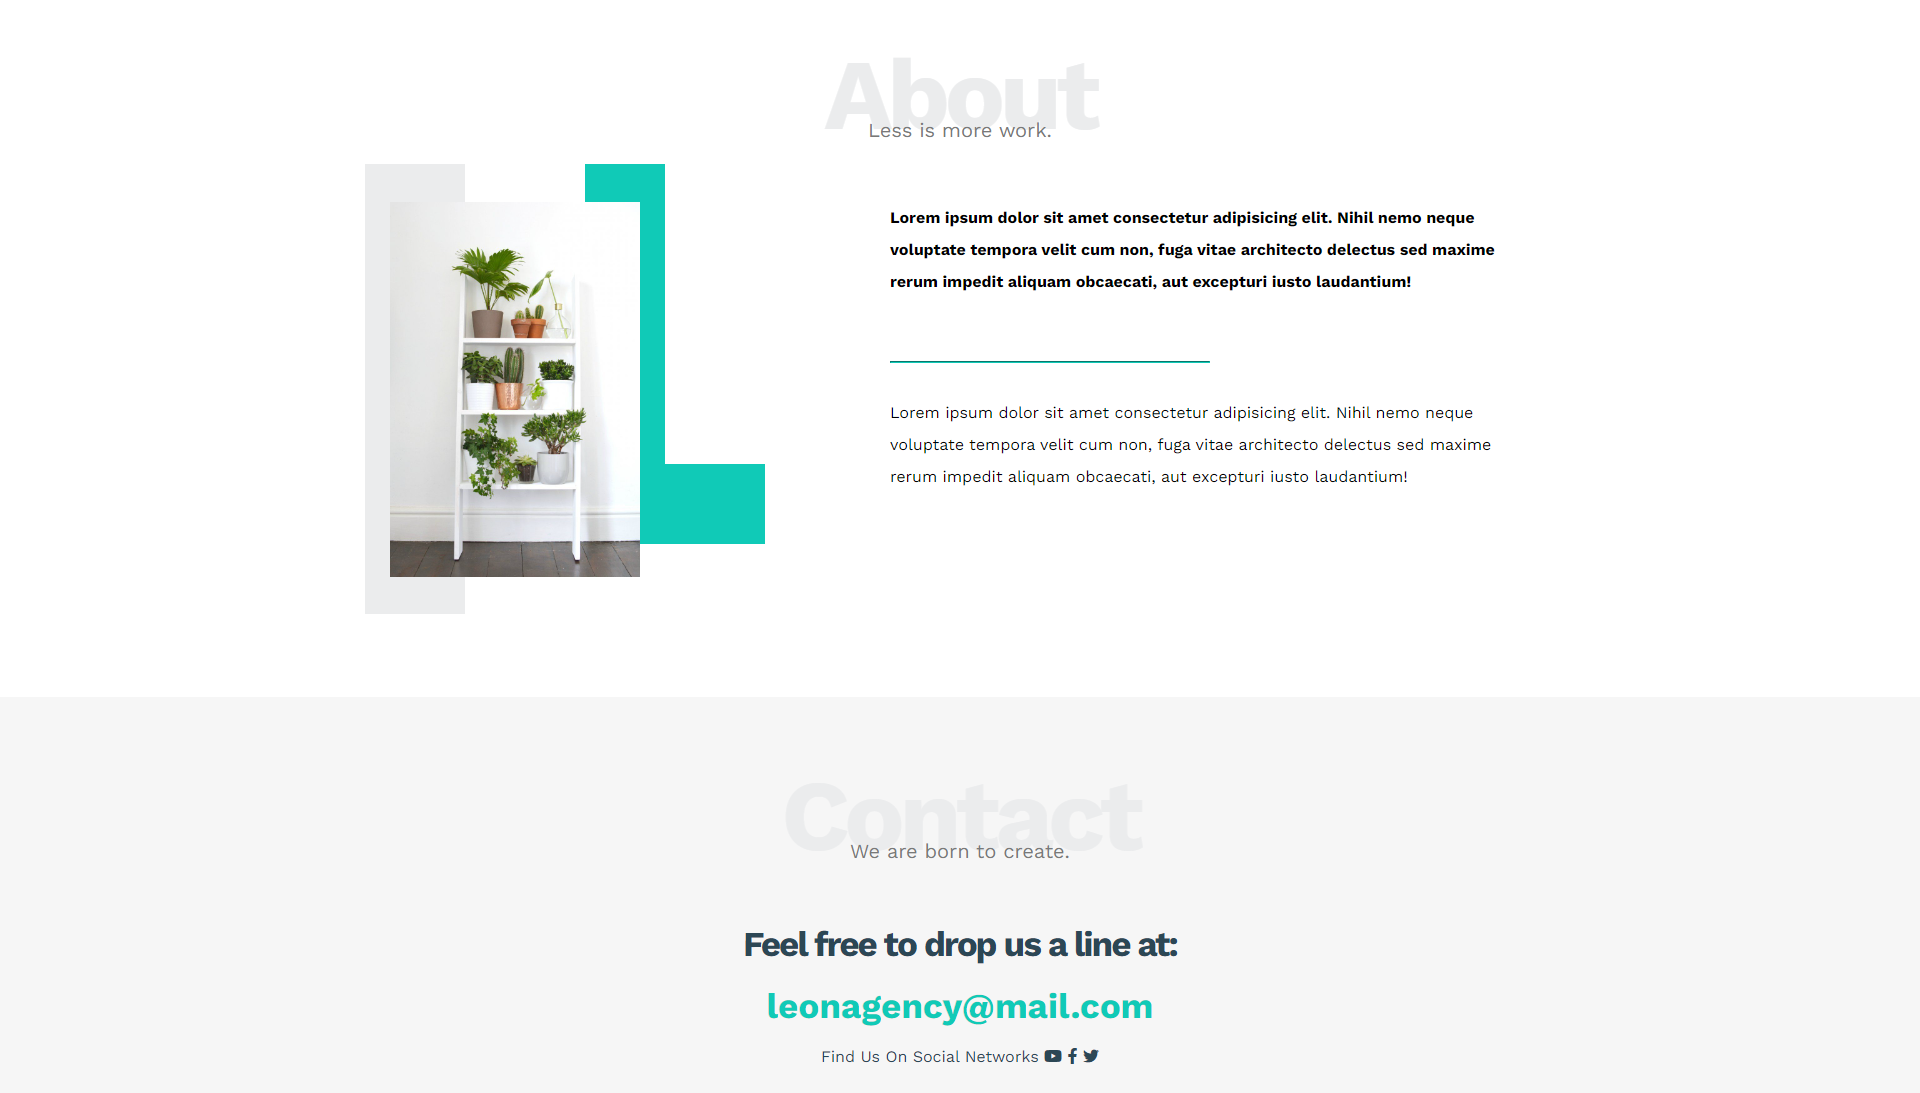 About
Less is more work.
Lorem ipsum dolor sit amet consectetur adipisicing elit. Nihil nemo neque
voluptate tempora velit cum non, fuga vitae architecto delectus sed maxime
rerum impedit aliquam obcaecati, aut excepturi iusto laudantium!
Lorem ipsum dolor sit amet consectetur adipisicing elit. Nihil nemo neque
voluptate tempora velit cum non, fuga vitae architecto delectus sed maxime
rerum impedit aliquam obcaecati, aut excepturi iusto laudantium!
Contact
We are born to create.
Feel free to drop us a line at:
leonagency@mail.com
Find Us On Social Networks